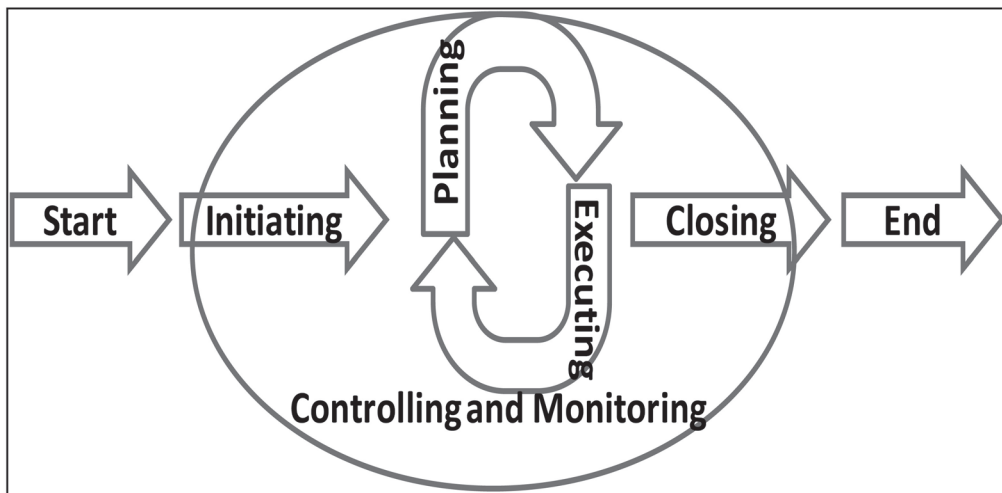 Start
Initiating
Planning
Executing
Closing
End
Controlling and Monitoring